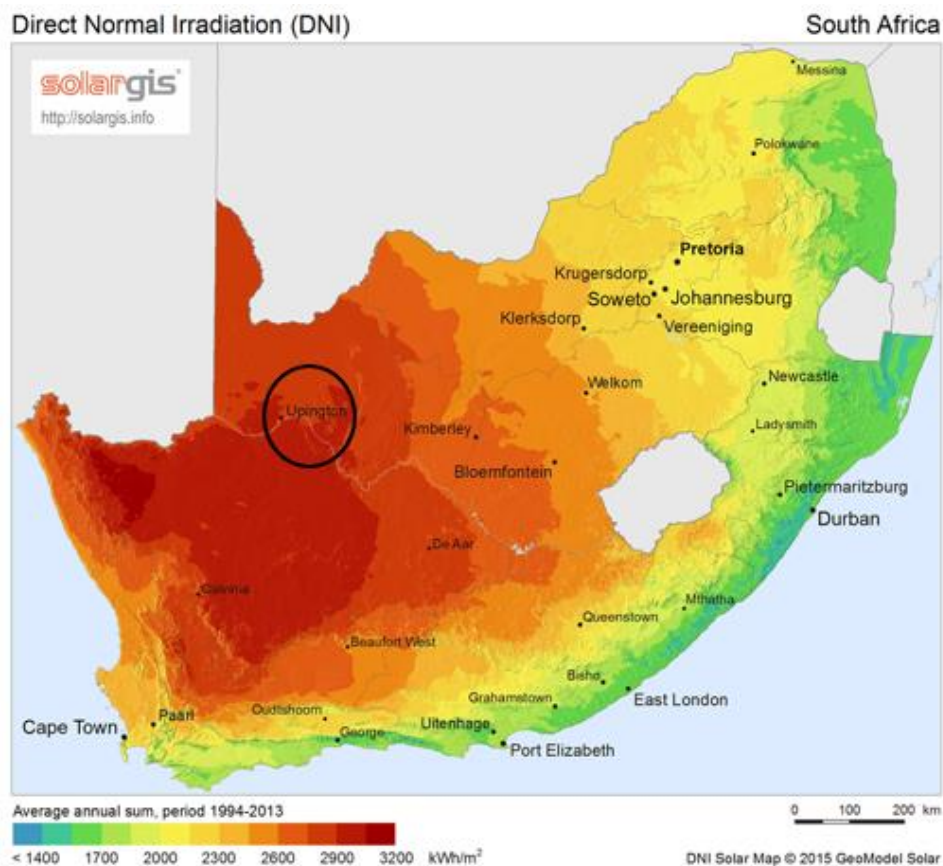 Direct Normal Irradiation (DNI)
South Africa
solargis
http://solargis.info
Messina
Polokwane
Pretoria
Krugersdorp
Soweto
Johannesburg
Klerksdorp
Vereeniging
Welkom
Newcastle
Upington
Kimberley
Ladysmith
Bloemfontein
Pietermaritzburg
Durban
De Aar
Calvinia
Mthatha
Queenstown
Beaufort West
Bisho
East London
Grahamstown
Oudtshoorn
Paarl
Cape Town
Uitenhage
George
Port Elizabeth
Average annual sum, period 1994-2013
0 100 200 km
< 1400 1700 2000 2300 2600 2900 3200 kWh/m²
DNI Solar Map © 2015 GeoModel Solar